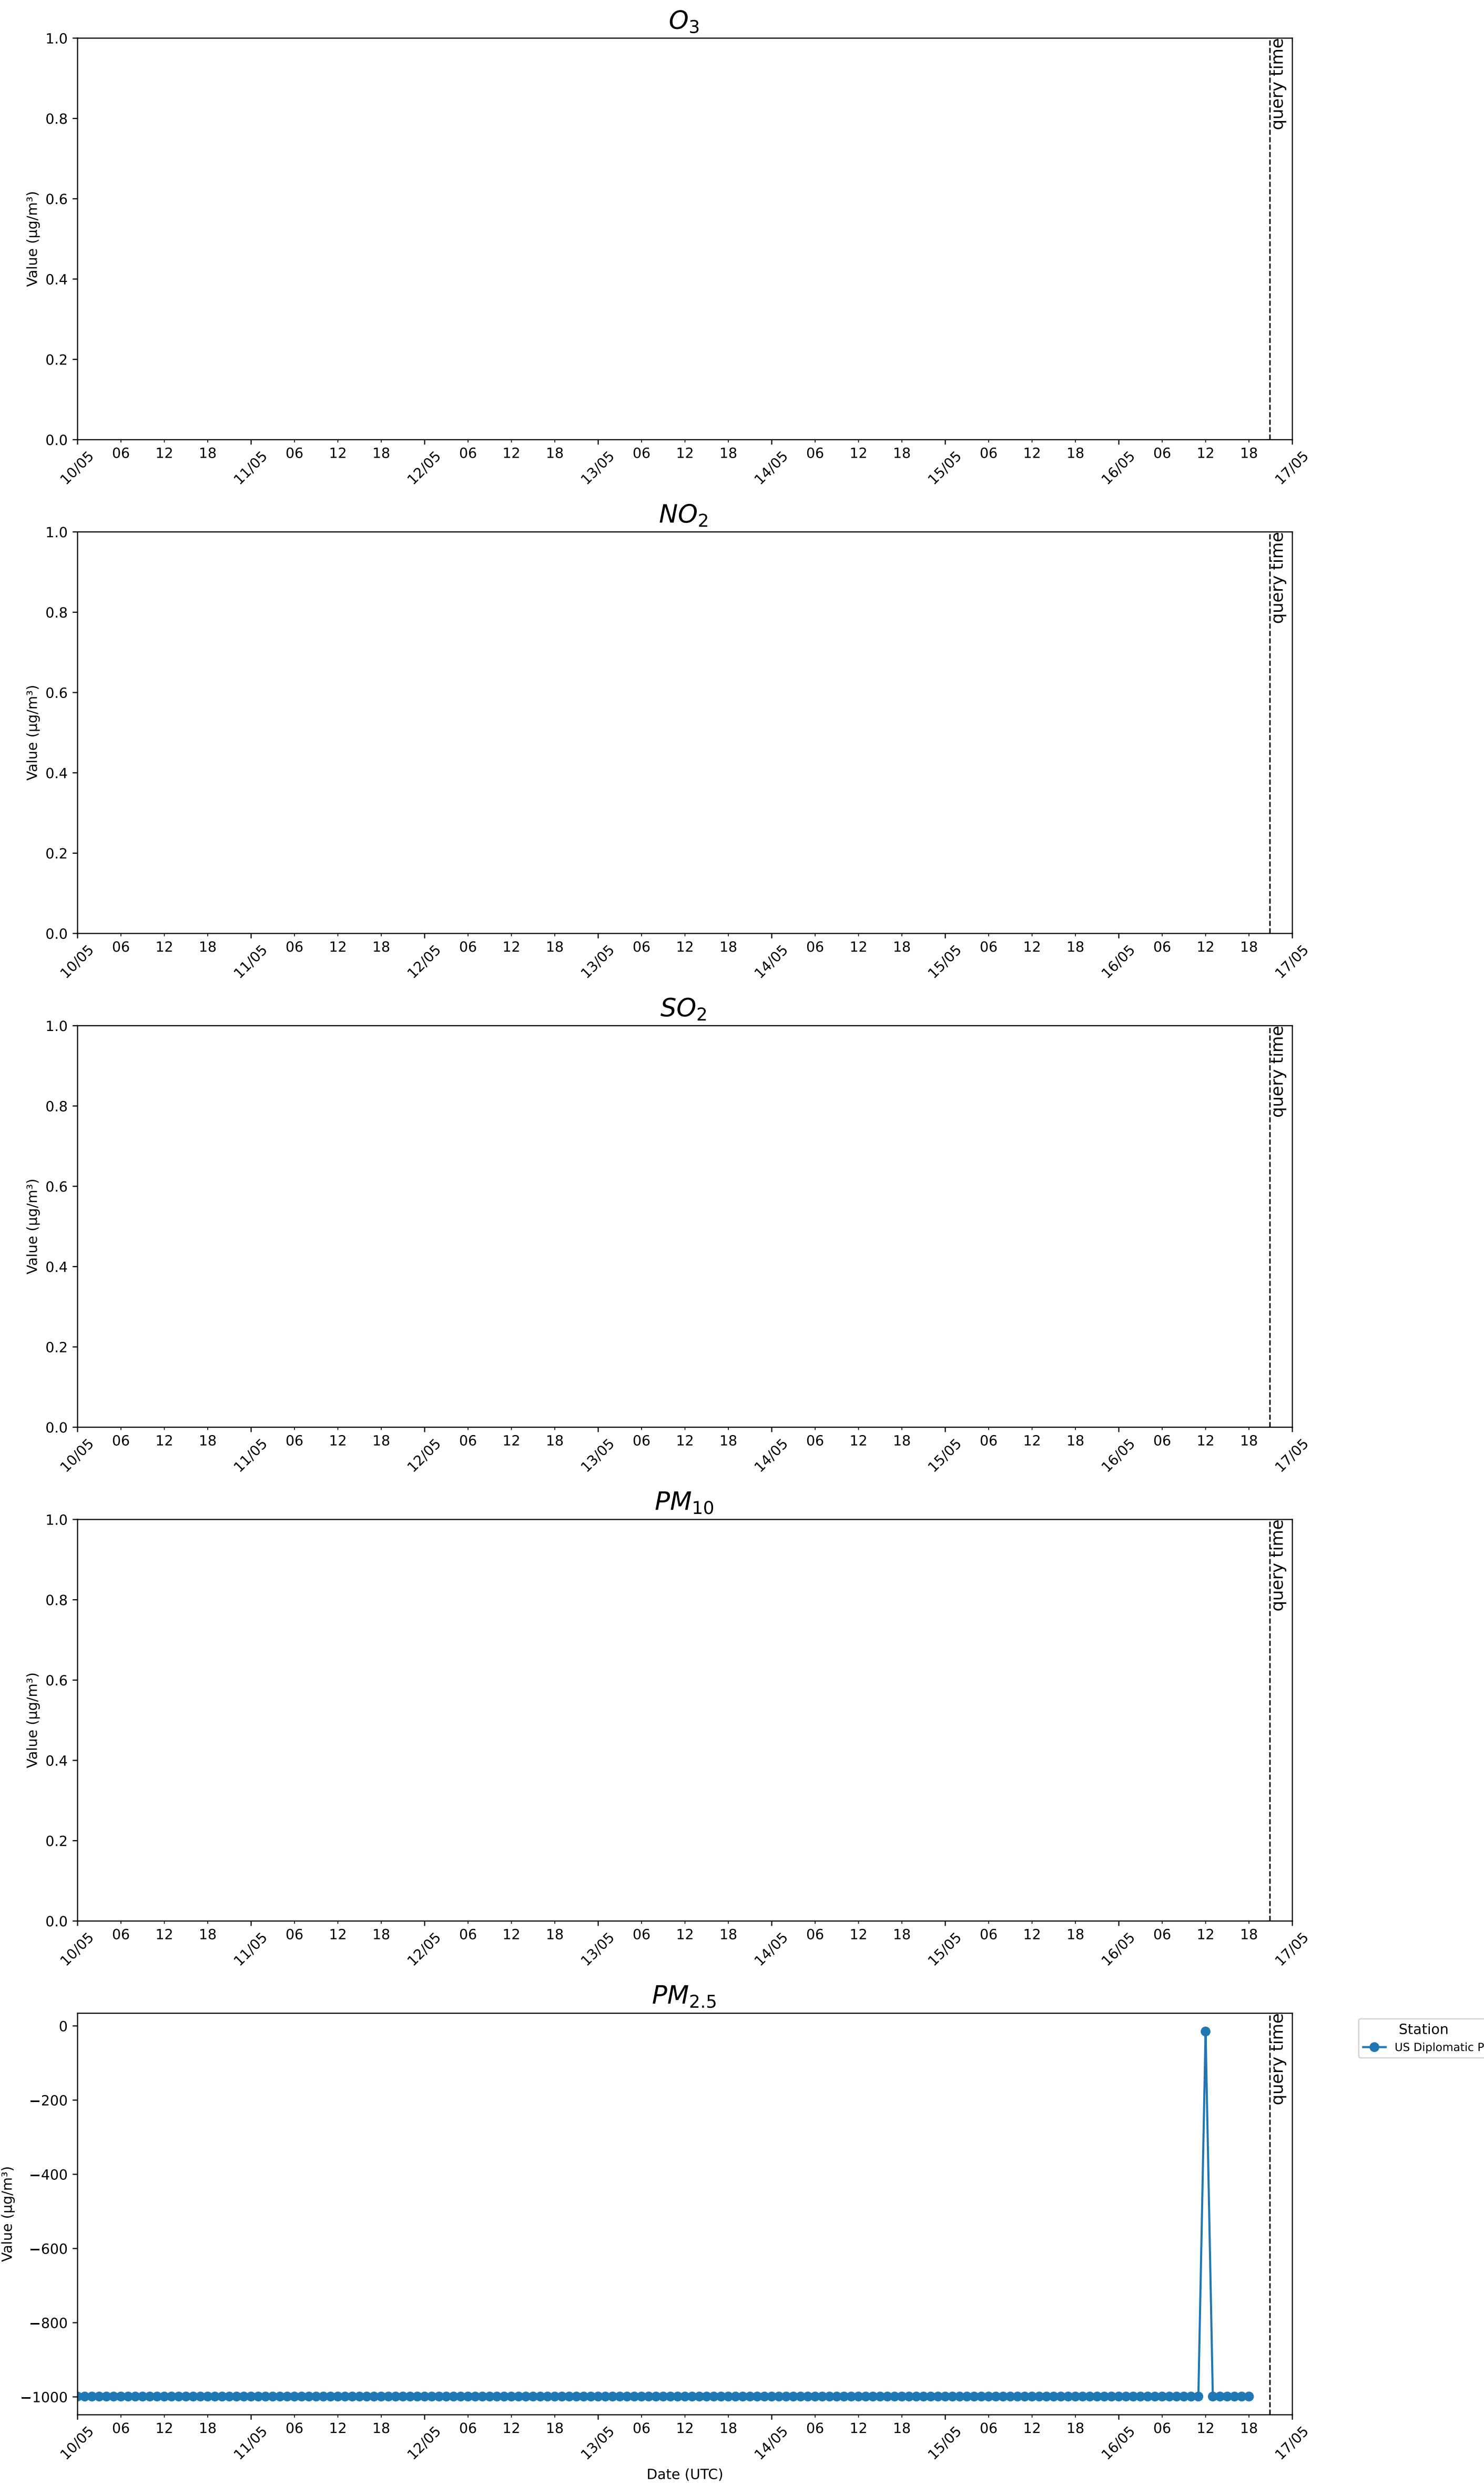 O3
1.0
query time
0.8
0.6
Value (µg/m³)
0.4
0.2
0.0
10/05 06 12 18 11/05 06 12 18 12/05 06 12 18 13/05 06 12 18 14/05 06 12 18 15/05 06 12 18 16/05 06 12 18 17/05
NO2
1.0
query time
0.8
0.6
Value (µg/m³)
0.4
0.2
0.0
10/05 06 12 18 11/05 06 12 18 12/05 06 12 18 13/05 06 12 18 14/05 06 12 18 15/05 06 12 18 16/05 06 12 18 17/05
SO2
1.0
query time
0.8
0.6
Value (µg/m³)
0.4
0.2
0.0
10/05 06 12 18 11/05 06 12 18 12/05 06 12 18 13/05 06 12 18 14/05 06 12 18 15/05 06 12 18 16/05 06 12 18 17/05
PM10
1.0
query time
0.8
0.6
Value (µg/m³)
0.4
0.2
0.0
10/05 06 12 18 11/05 06 12 18 12/05 06 12 18 13/05 06 12 18 14/05 06 12 18 15/05 06 12 18 16/05 06 12 18 17/05
PM2.5
0
query time
Station
US Diplomatic P
−200
−400
Value (µg/m³)
−600
−800
−1000
10/05 06 12 18 11/05 06 12 18 12/05 06 12 18 13/05 06 12 18 14/05 06 12 18 15/05 06 12 18 16/05 06 12 18 17/05
Date (UTC)